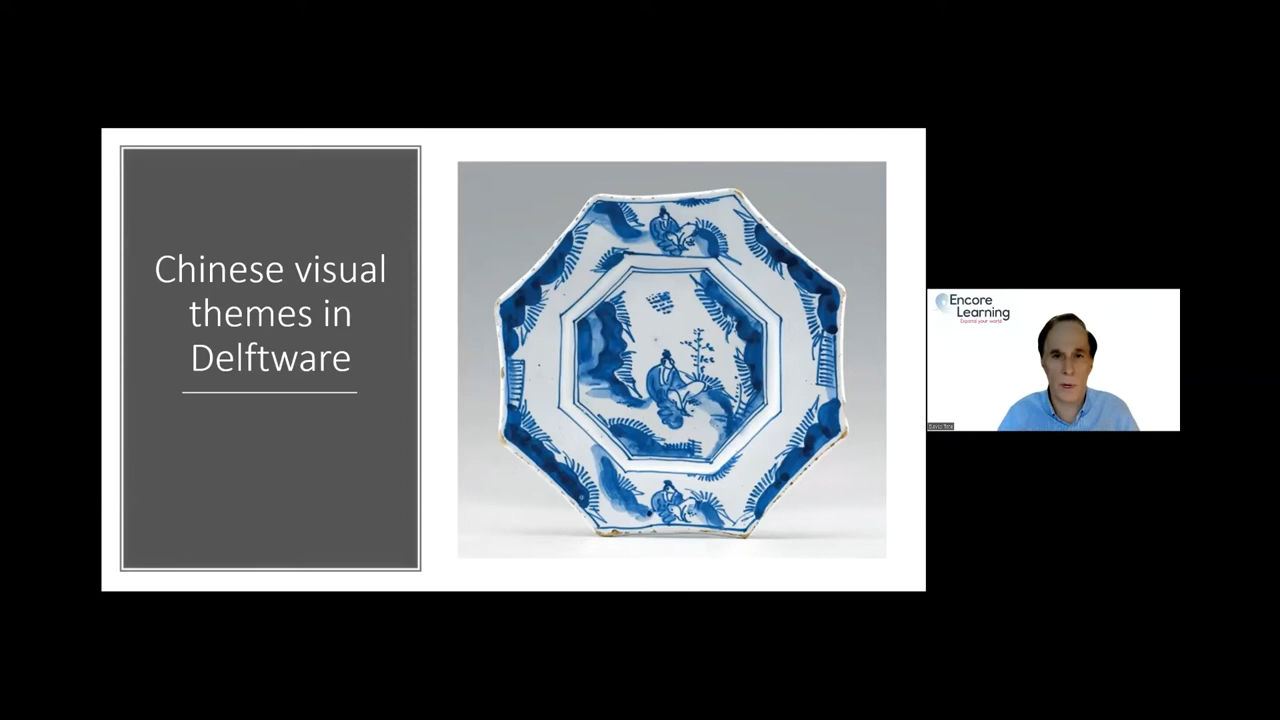 Chinese visual
themes in
Delftware
Encore
Learning
Expand your world